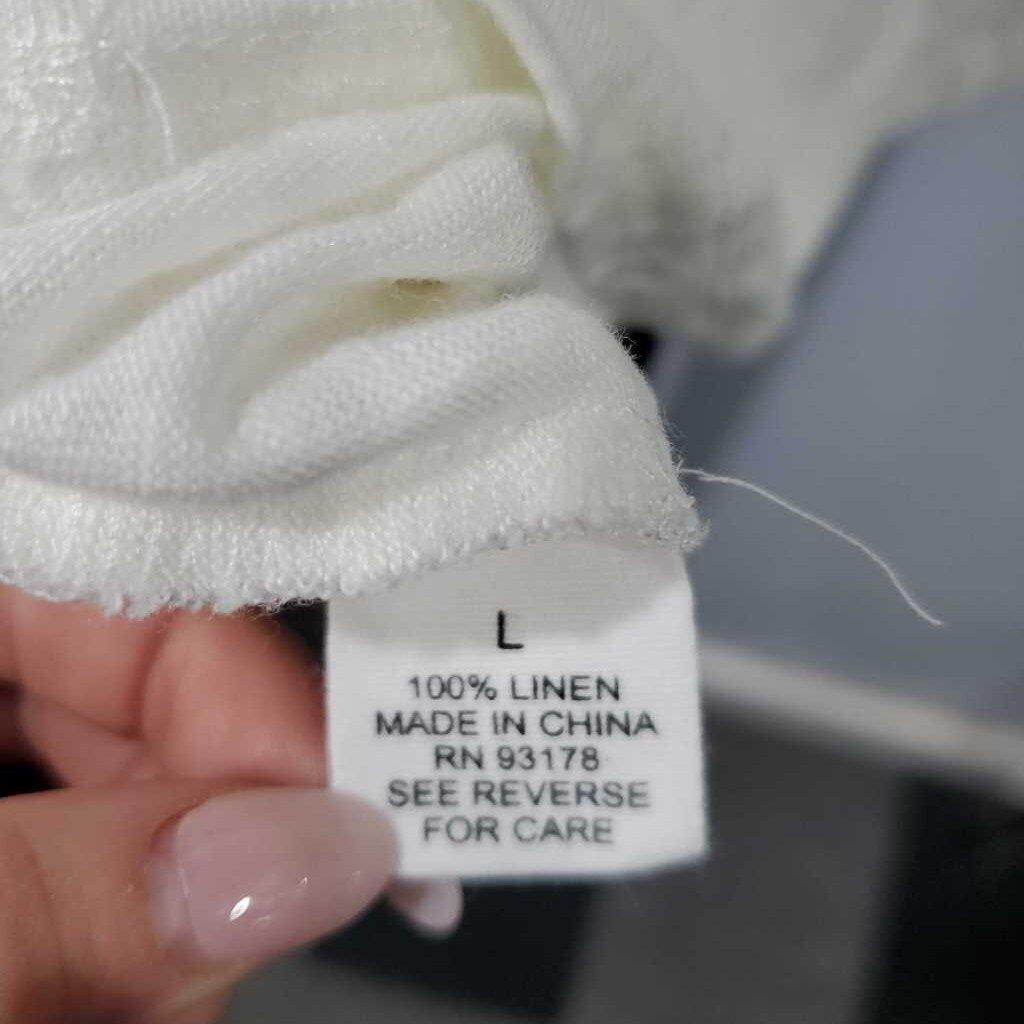 L
100% LINEN
MADE IN CHINA
RN 93178
SEE REVERSE
FOR CARE